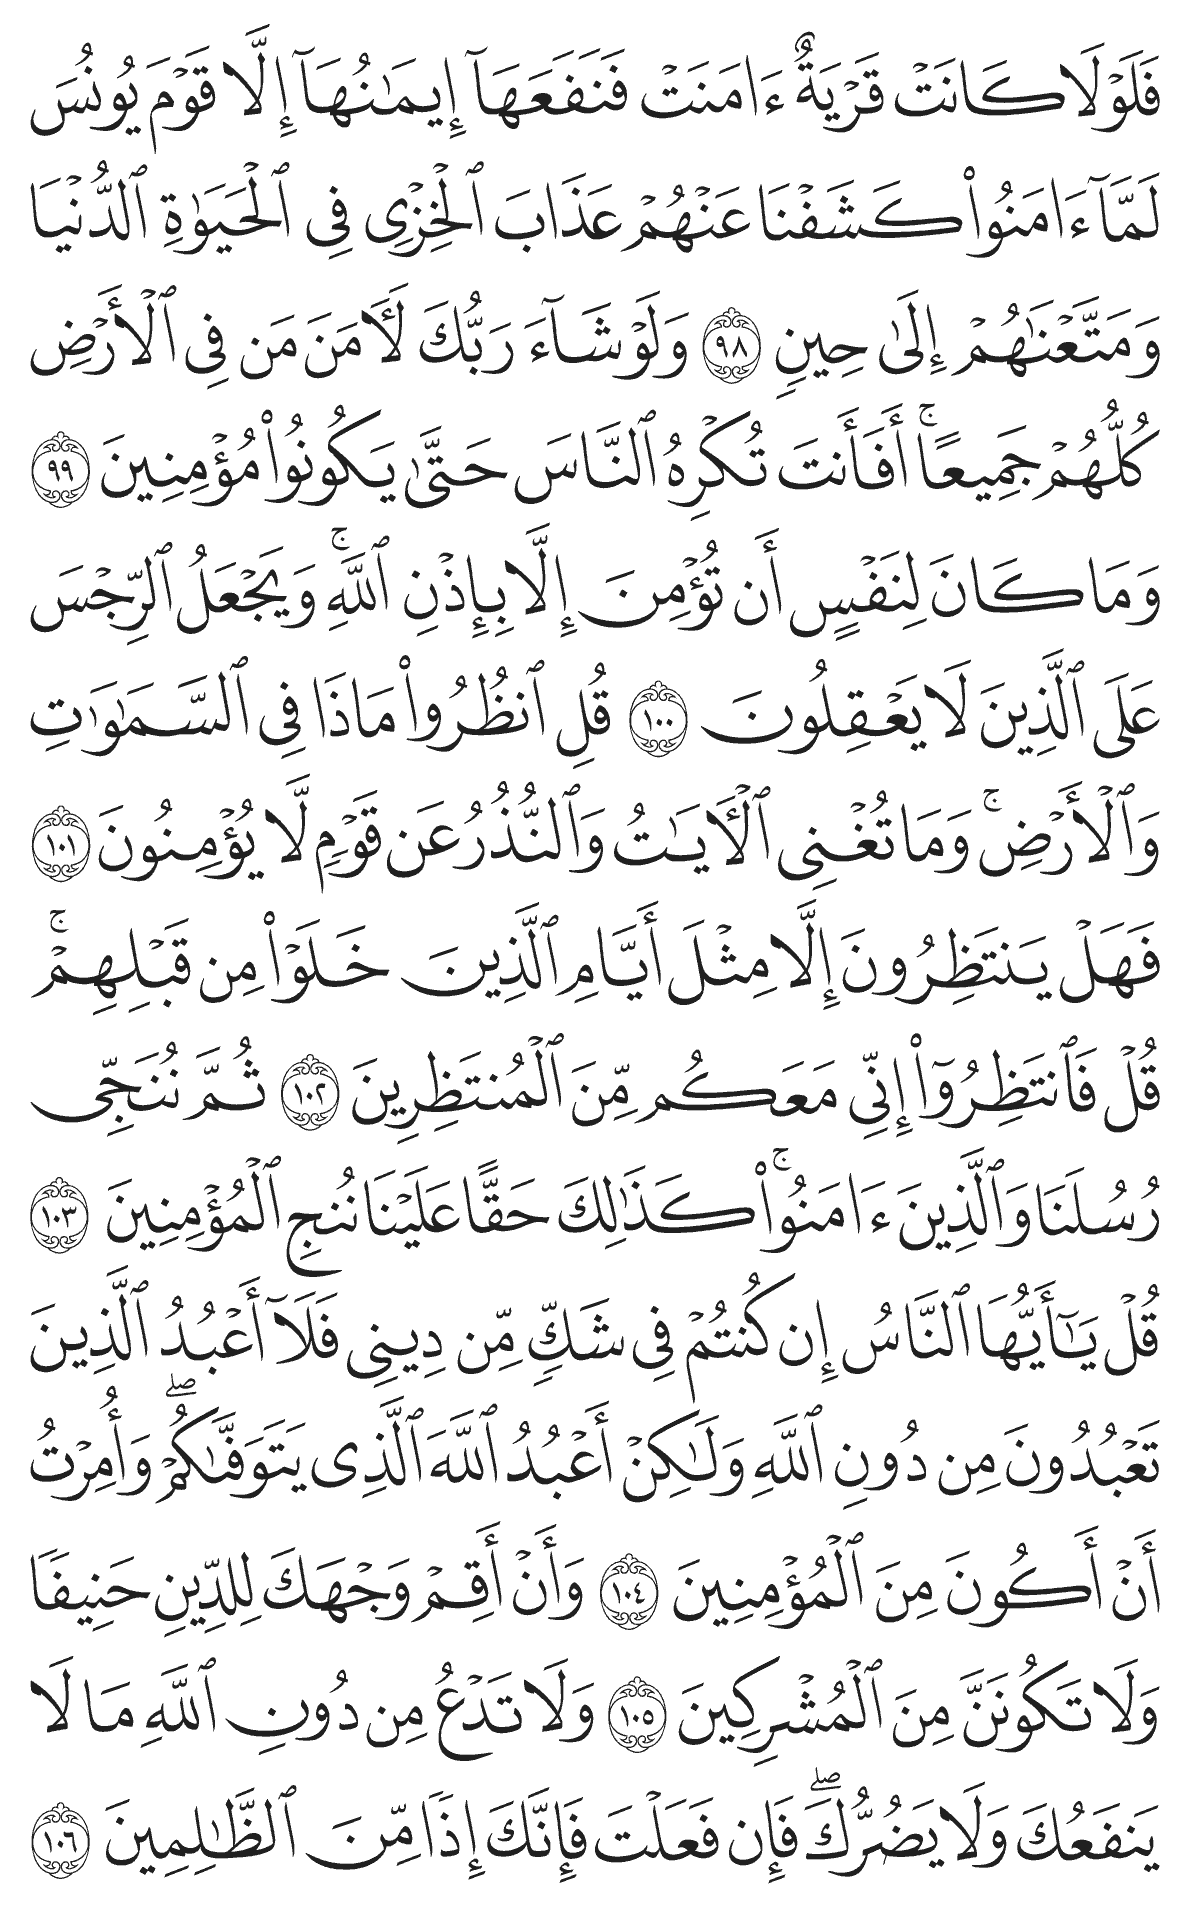 فَلَوْلَا كَانَتْ قَرْيَةٌ ءَامَنَتْ فَنَفَعَهَآ إِيمَـٰنُهَآ إِلَّا قَوْمَ يُونُسَ
لَمَّآ ءَامَنُوا۟ كَشَفْنَا عَنْهُمْ عَذَابَ ٱلْخِزْىِ فِى ٱلْحَيَوٰةِ ٱلدُّنْيَا
وَمَتَّعْنَـٰهُمْ إِلَىٰ حِينٍ ٩٨ وَلَوْ شَآءَ رَبُّكَ لَـَٔامَنَ مَن فِى ٱلْأَرْضِ
كُلُّهُمْ جَمِيعًا ۚ أَفَأَنتَ تُكْرِهُ ٱلنَّاسَ حَتَّىٰ يَكُونُوا۟ مُؤْمِنِينَ ٩٩
وَمَا كَانَ لِنَفْسٍ أَن تُؤْمِنَ إِلَّا بِإِذْنِ ٱللَّهِ ۚ وَيَجْعَلُ ٱلرِّجْسَ
عَلَى ٱلَّذِينَ لَا يَعْقِلُونَ ١٠٠ قُلِ ٱنظُرُوا۟ مَاذَا فِى ٱلسَّمَـٰوَٰتِ
وَٱلْأَرْضِ ۚ وَمَا تُغْنِى ٱلْـَٔايَـٰتُ وَٱلنُّذُرُ عَن قَوْمٍ لَّا يُؤْمِنُونَ ١٠١
فَهَلْ يَنتَظِرُونَ إِلَّا مِثْلَ أَيَّامِ ٱلَّذِينَ خَلَوْا۟ مِن قَبْلِهِمْ ۚ
قُلْ فَٱنتَظِرُوٓا۟ إِنِّى مَعَكُم مِّنَ ٱلْمُنتَظِرِينَ ١٠٢ ثُمَّ نُنَجِّى
رُسُلَنَا وَٱلَّذِينَ ءَامَنُوا۟ ۚ كَذَٰلِكَ حَقًّا عَلَيْنَا نُنجِ ٱلْمُؤْمِنِينَ ١٠٣
قُلْ يَـٰٓأَيُّهَا ٱلنَّاسُ إِن كُنتُمْ فِى شَكٍّ مِّن دِينِى فَلَآ أَعْبُدُ ٱلَّذِينَ
تَعْبُدُونَ مِن دُونِ ٱللَّهِ وَلَـٰكِنْ أَعْبُدُ ٱللَّهَ ٱلَّذِى يَتَوَفَّىٰكُمْ ۖ وَأُمِرْتُ
أَنْ أَكُونَ مِنَ ٱلْمُؤْمِنِينَ ١٠٤ وَأَنْ أَقِمْ وَجْهَكَ لِلدِّينِ حَنِيفًا
وَلَا تَكُونَنَّ مِنَ ٱلْمُشْرِكِينَ ١٠٥ وَلَا تَدْعُ مِن دُونِ ٱللَّهِ مَا لَا
يَنفَعُكَ وَلَا يَضُرُّكَ ۖ فَإِن فَعَلْتَ فَإِنَّكَ إِذًا مِّنَ ٱلظَّـٰلِمِينَ ١٠٦